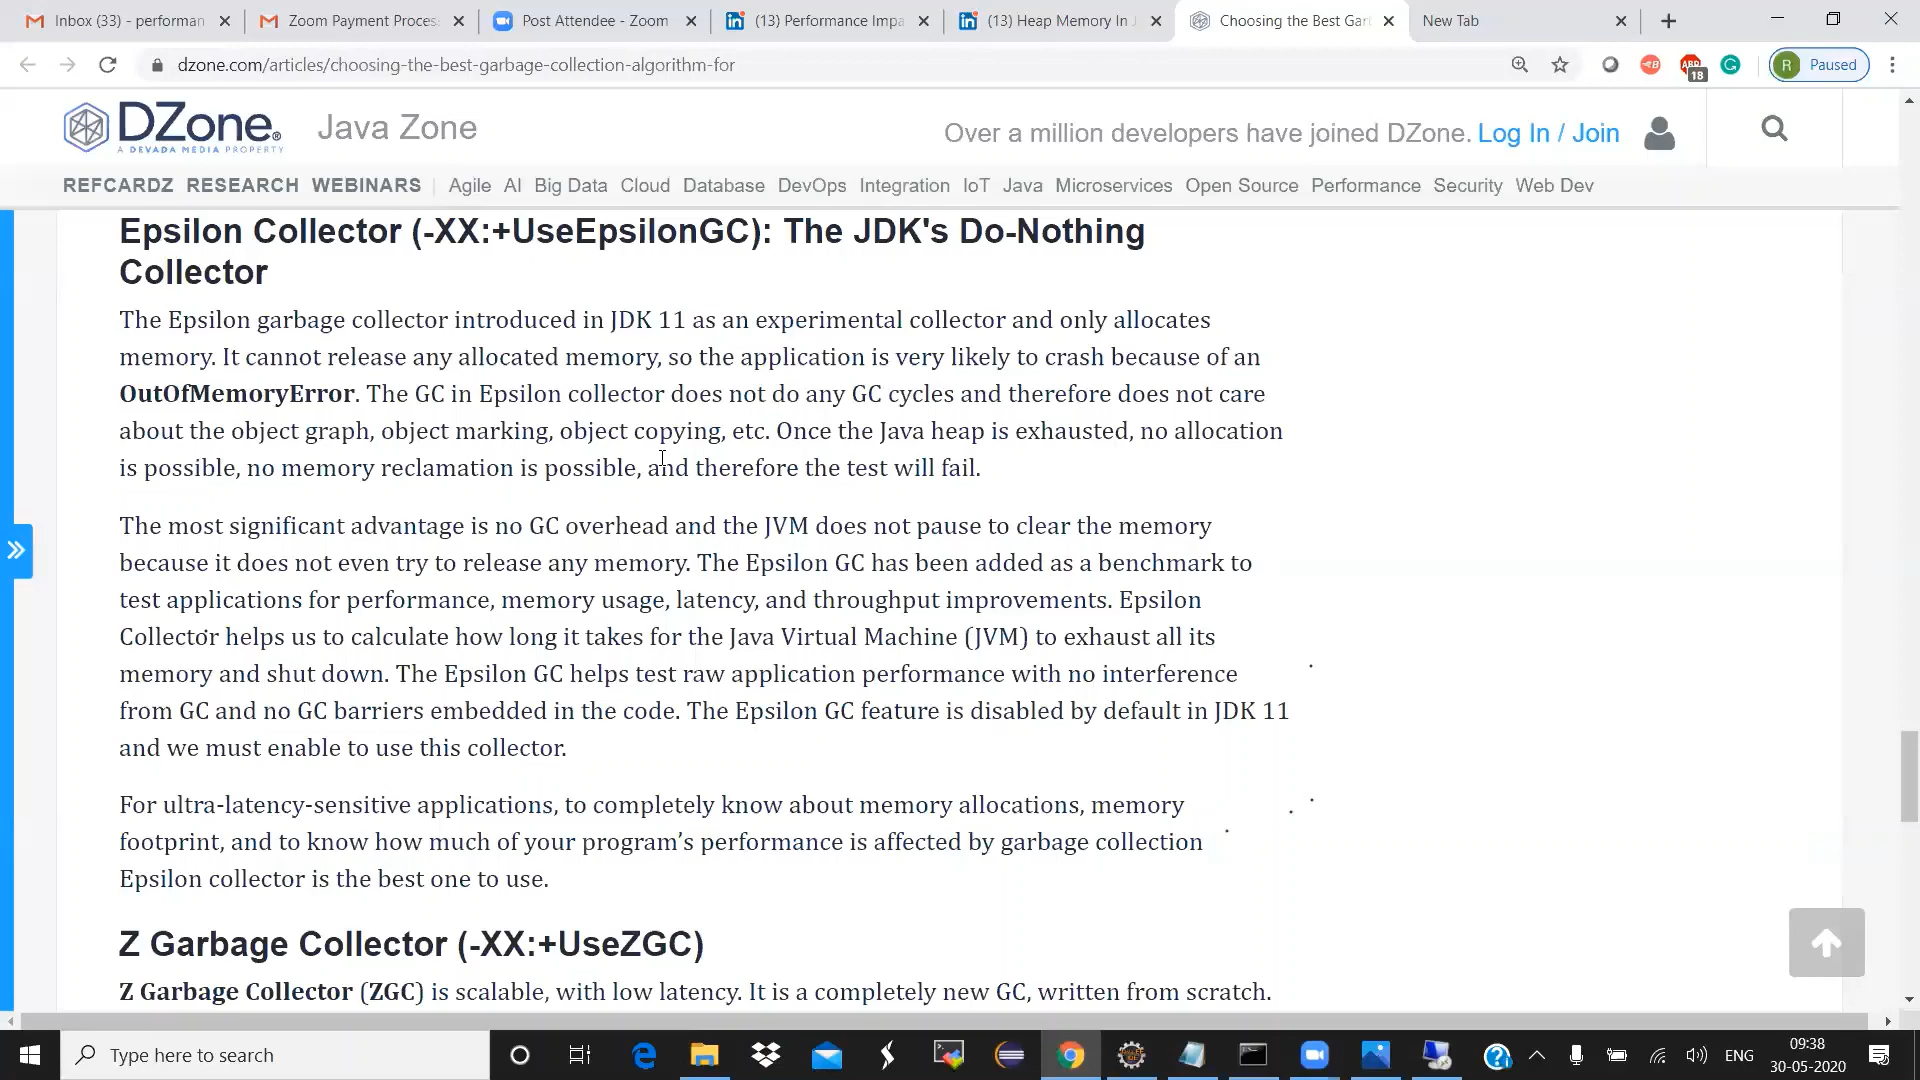 Inbox (33) - performan
Zoom Payment Proces
Post Attendee - Zoom
(13) Performance Impa
(13) Heap Memory In J
Choosing the Best Gar
New Tab
dzone.com/articles/choosing-the-best-garbage-collection-algorithm-for
ABP
18
R Paused
DZone.
A DEVADA MEDIA PROPERTY
Java Zone
Over a million developers have joined DZone. Log In / Join
REFCARDZ RESEARCH WEBINARS Agile AI Big Data Cloud Database DevOps Integration IoT Java Microservices Open Source Performance Security Web Dev
Epsilon Collector (-XX:+UseEpsilonGC): The JDK's Do-Nothing
Collector
The Epsilon garbage collector introduced in JDK 11 as an experimental collector and only allocates
memory. It cannot release any allocated memory, so the application is very likely to crash because of an
OutOfMemoryError. The GC in Epsilon collector does not do any GC cycles and therefore does not care
about the object graph, object marking, object copying, etc. Once the Java heap is exhausted, no allocation
is possible, no memory reclamation is possible, and therefore the test will fail.
The most significant advantage is no GC overhead and the JVM does not pause to clear the memory
because it does not even try to release any memory. The Epsilon GC has been added as a benchmark to
test applications for performance, memory usage, latency, and throughput improvements. Epsilon
Collector helps us to calculate how long it takes for the Java Virtual Machine (JVM) to exhaust all its
memory and shut down. The Epsilon GC helps test raw application performance with no interference
from GC and no GC barriers embedded in the code. The Epsilon GC feature is disabled by default in JDK 11
and we must enable to use this collector.
For ultra-latency-sensitive applications, to completely know about memory allocations, memory
footprint, and to know how much of your program’s performance is affected by garbage collection
Epsilon collector is the best one to use.
Z Garbage Collector (-XX:+UseZGC)
Z Garbage Collector (ZGC) is scalable, with low latency. It is a completely new GC, written from scratch.
Type here to search
ENG
09:38
30-05-2020